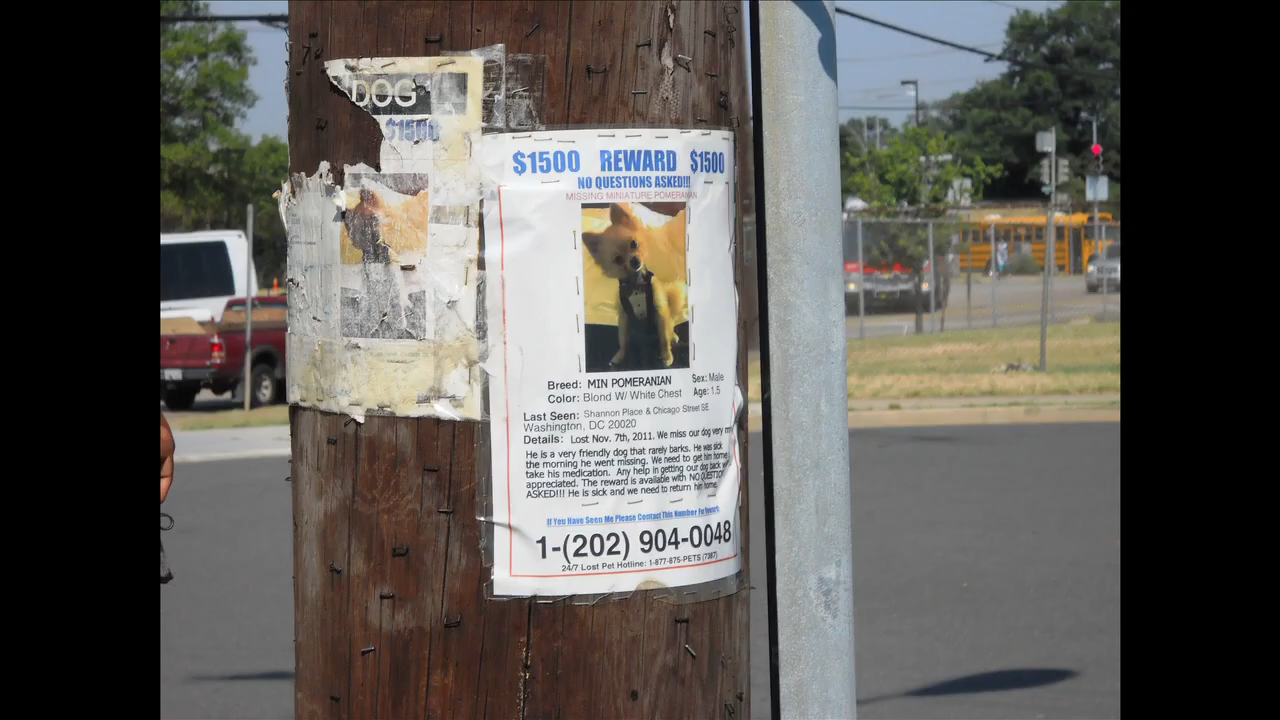 DOG
$1500
$1500 REWARD $1500
NO QUESTIONS ASKED!!!
MISSING MINIATURE POMERANIAN
Breed: MIN POMERANIAN Sex: Male
Color: Blond W/ White Chest Age: 1.5
Last Seen: Shannon Place & Chicago Street SE
Washington, DC 20020
Details: Lost Nov. 7th, 2011. We miss our dog very
He is a very friendly dog that rarely barks. He was sick
the morning he went missing. We need to get him home
take his medication. Any help in getting our dog back
appreciated. The reward is available with NO QUESTION
ASKED!!! He is sick and we need to return him home.
If You Have Seen Me Please Contact This Number For Reward:
1-(202) 904-0048
24/7 Lost Pet Hotline: 1-877-875-PETS (7387)